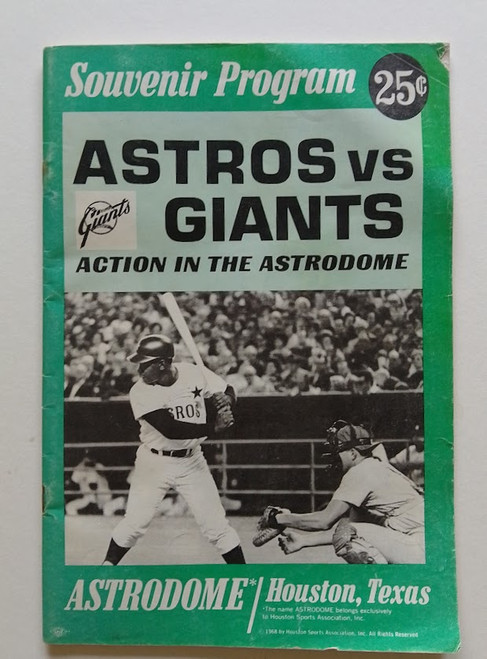 Souvenir Program
25¢
ASTROS VS
Giants
GIANTS
ACTION IN THE ASTRODOME
ROS
ASTRODOME* / Houston, Texas
*The name ASTRODOME belongs exclusively
to Houston Sports Association, Inc.
© 1968 by Houston Sports Association, Inc. All Rights Reserved